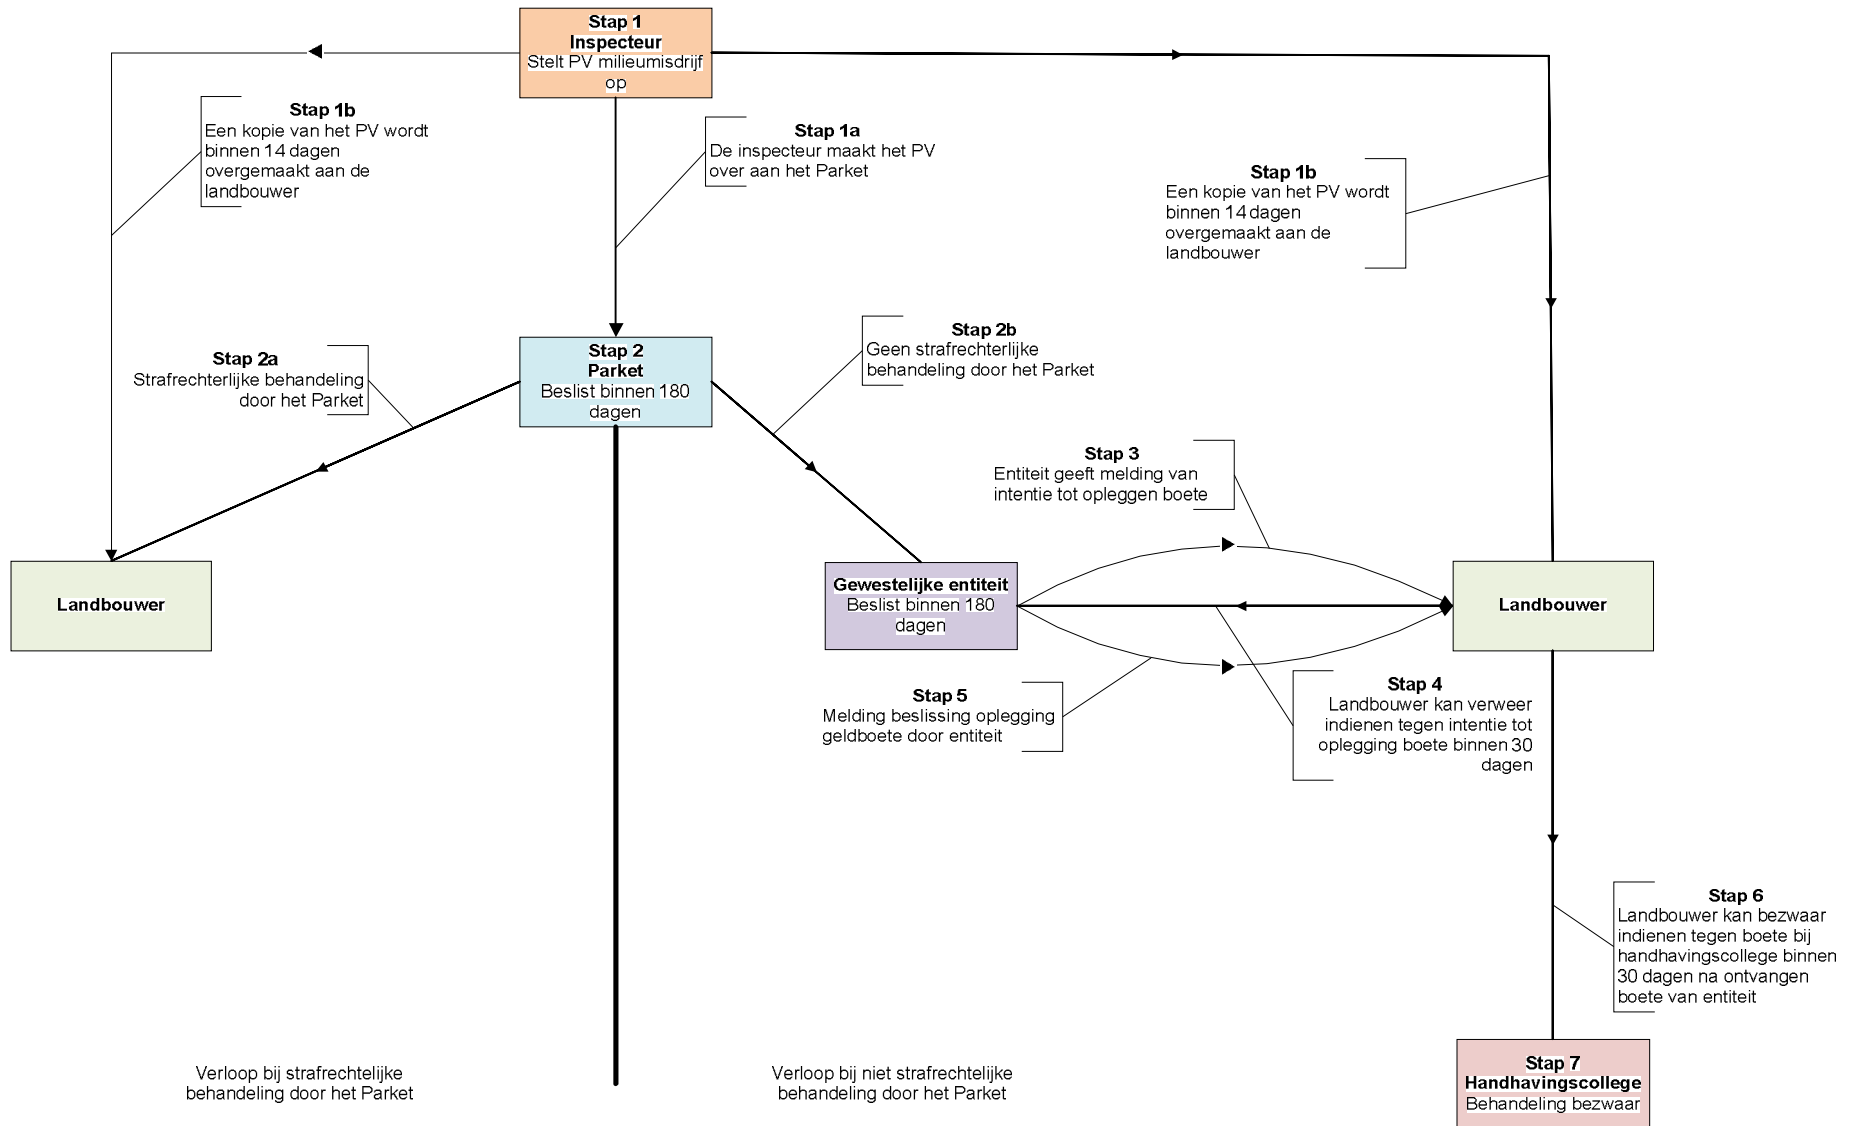 Stap 1
Inspecteur
Stelt PV milieumisdrijf
op
Stap 1b
Een kopie van het PV wordt
binnen 14 dagen
overgemaakt aan de
landbouwer
Stap 1a
De inspecteur maakt het PV
over aan het Parket
Stap 1b
Een kopie van het PV wordt
binnen 14 dagen
overgemaakt aan de
landbouwer
Stap 2a
Strafrechterlijke behandeling
door het Parket
Stap 2
Parket
Beslist binnen 180
dagen
Stap 2b
Geen strafrechterlijke
behandeling door het Parket
Stap 3
Entiteit geeft melding van
intentie tot opleggen boete
Landbouwer
Gewestelijke entiteit
Beslist binnen 180
dagen
Landbouwer
Stap 5
Melding beslissing oplegging
geldboete door entiteit
Stap 4
Landbouwer kan verweer
indienen tegen intentie tot
oplegging boete binnen 30
dagen
Stap 6
Landbouwer kan bezwaar
indienen tegen boete bij
handhavingscollege binnen
30 dagen na ontvangen
boete van entiteit
Verloop bij strafrechtelijke
behandeling door het Parket
Verloop bij niet strafrechtelijke
behandeling door het Parket
Stap 7
Handhavingscollege
Behandeling bezwaar